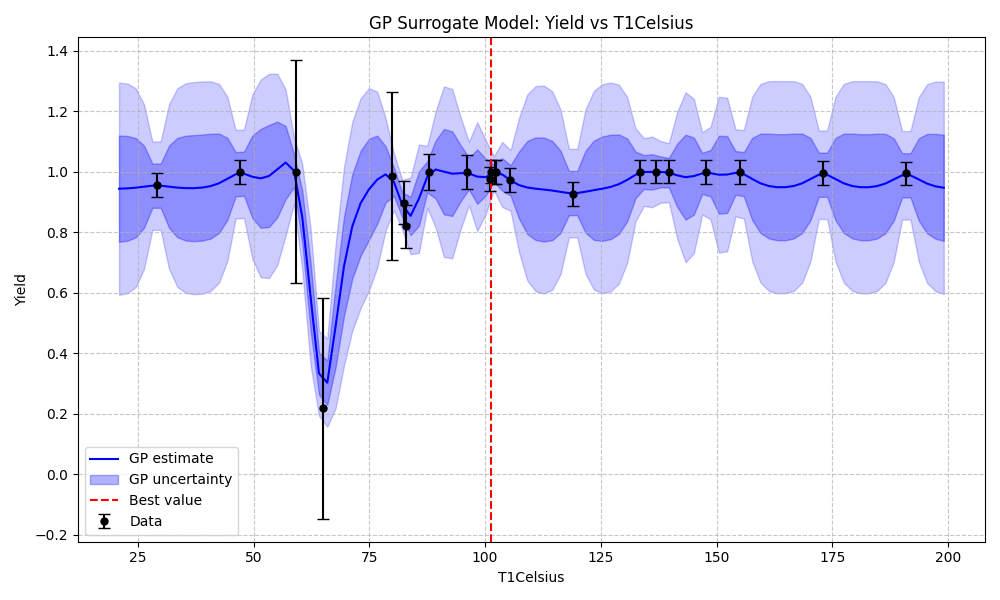 GP Surrogate Model: Yield vs T1Celsius
Yield
1.4
1.2
1.0
0.8
0.6
0.4
0.2
0.0
−0.2
GP estimate
GP uncertainty
Best value
Data
25
50
75
100
125
150
175
200
T1Celsius